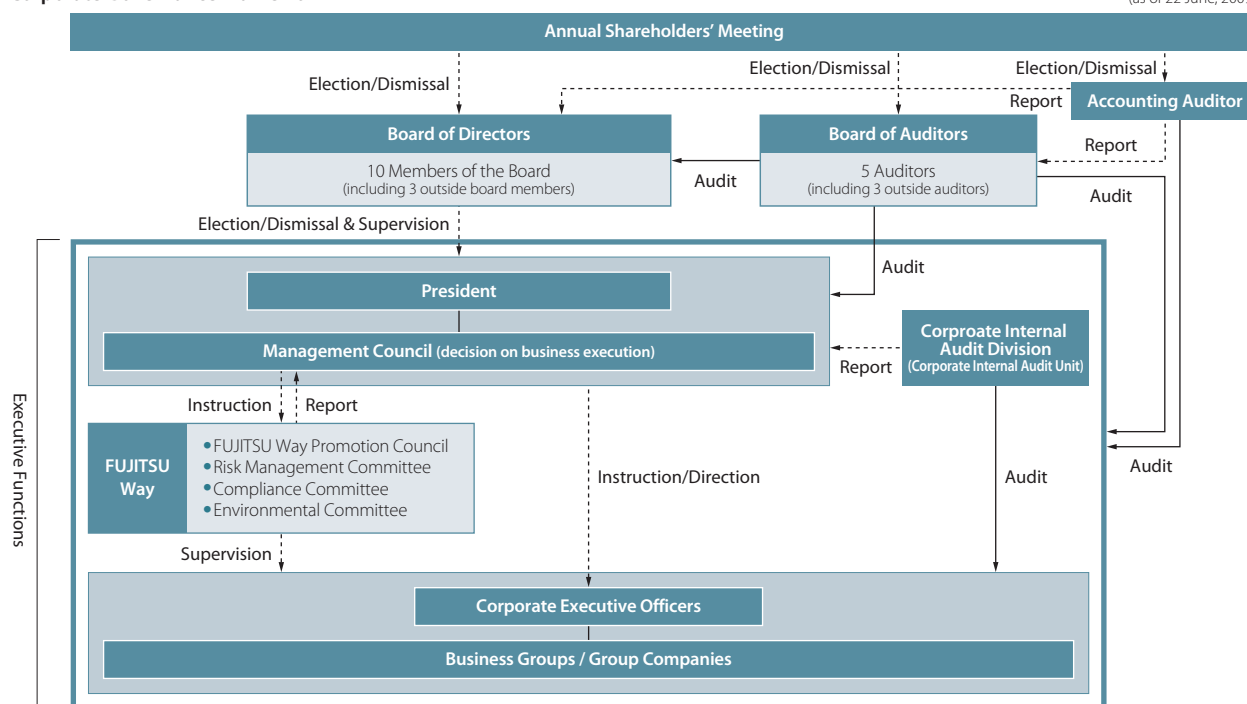 Annual Shareholders' Meeting
Election/Dismissal
Election/Dismissal
Election/Dismissal
Report
Accounting Auditor
Board of Directors
10 Members of the Board
(including 3 outside board members)
Audit
Board of Auditors
5 Auditors
(including 3 outside auditors)
Report
Audit
Election/Dismissal & Supervision
Audit
President
Management Council (decision on business execution)
Report
Corproate Internal
Audit Division
(Corporate Internal Audit Unit)
Executive Functions
Instruction
Report
FUJITSU
Way
•FUJITSU Way Promotion Council
•Risk Management Committee
•Compliance Committee
•Environmental Committee
Instruction/Direction
Audit
Audit
Supervision
Corporate Executive Officers
Business Groups / Group Companies